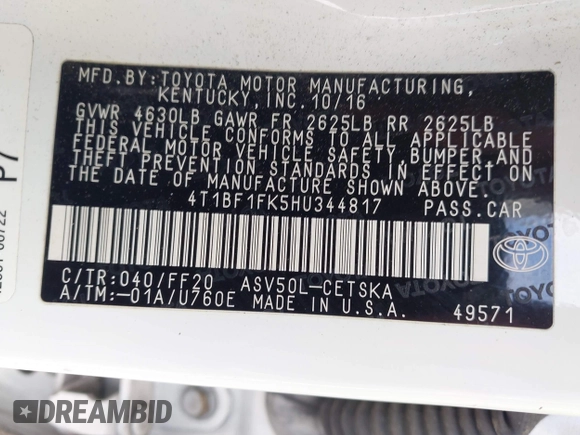 MFD. BY: TOYOTA MOTOR MANUFACTURING,
KENTUCKY, INC. 10/16
GVWR 4630LB GAWR FR 2625LB RR 2625LB
THIS VEHICLE CONFORMS TO ALL APPLICABLE
FEDERAL MOTOR VEHICLE SAFETY, BUMPER AND
THEFT PREVENTION STANDARDS IN EFFECT ON
THE DATE OF MANUFACTURE SHOWN ABOVE.
4T1BF1FK5HU344817 PASS.CAR
C/TR:040/FF20 ASV50L-CETSKA
A/TM:-01A/U760E MADE IN U.S.A. 49571
TOYOTA
P7
DREAMBID